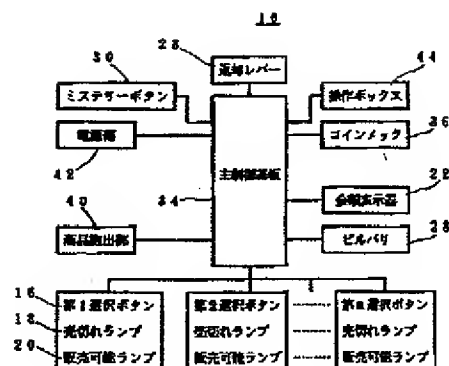 10
23
返却レバー
30
ミステリーボタン
44
操作ボックス
電源部
42
コインメック
36
主制御基板
34
金額表示器
22
40
商品搬出部
ビルバリ
28
16
第1選択ボタン
第2選択ボタン
第n選択ボタン
18
売切れランプ
売切れランプ
売切れランプ
20
販売可能ランプ
販売可能ランプ
販売可能ランプ